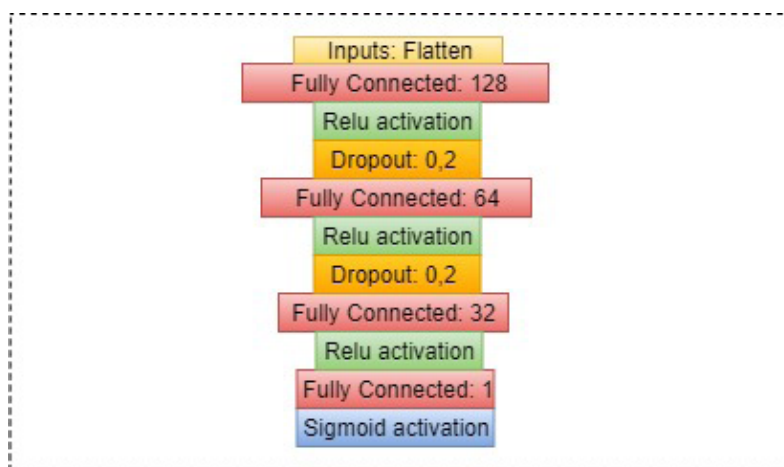 Inputs: Flatten
Fully Connected: 128
Relu activation
Dropout: 0,2
Fully Connected: 64
Relu activation
Dropout: 0,2
Fully Connected: 32
Relu activation
Fully Connected: 1
Sigmoid activation